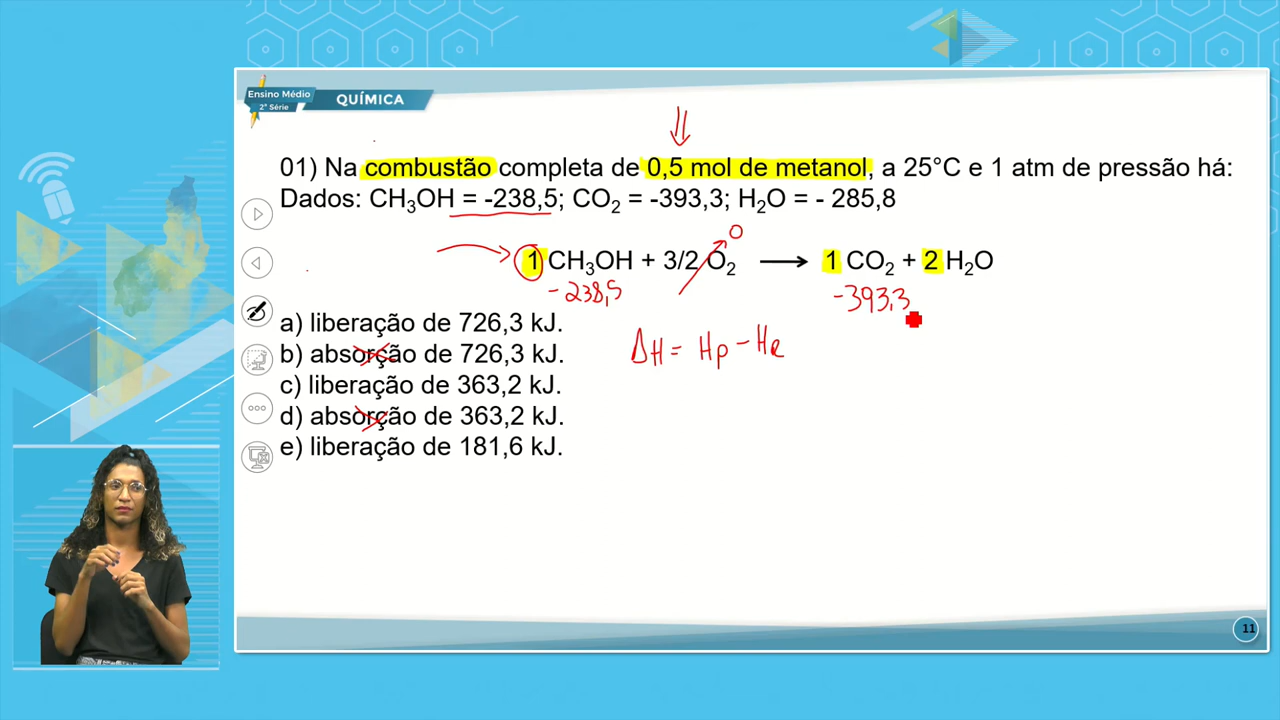 Ensino Médio
2ª Série
QUÍMICA
01) Na combustão completa de 0,5 mol de metanol, a 25°C e 1 atm de pressão há:
Dados: CH₃OH = -238,5; CO₂ = -393,3; H₂O = - 285,8
0
1 CH₃OH + 3/2 O₂ → 1 CO₂ + 2 H₂O
-238,5 -393,3
a) liberação de 726,3 kJ.
b) absorção de 726,3 kJ.
ΔH = Hp - HR
c) liberação de 363,2 kJ.
d) absorção de 363,2 kJ.
e) liberação de 181,6 kJ.
11